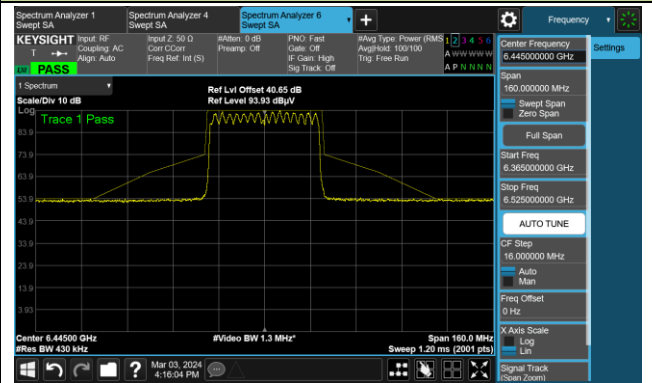 Spectrum Analyzer 1
Swept SA
Spectrum Analyzer 4
Swept SA
Spectrum Analyzer 6
Swept SA
Frequency
KEYSIGHT
T
LNI PASS
Input: RF
Coupling: AC
Align: Auto
Input Z: 50 Ω
Corr CCorr
Freq Ref: Int (S)
#Atten: 0 dB
Preamp: Off
PNO: Fast
Gate: Off
IF Gain: High
Sig Track: Off
#Avg Type: Power (RMS
Avg|Hold: 100/100
Trig: Free Run
1 2 3 4 5 6
A W W W W W
A P N N N N
Center Frequency
6.445000000 GHz
Settings
Span
160.000000 MHz
Swept Span
Zero Span
Full Span
Start Freq
6.365000000 GHz
Stop Freq
6.525000000 GHz
AUTO TUNE
CF Step
16.000000 MHz
Auto
Man
Freq Offset
0 Hz
X Axis Scale
Log
Lin
Signal Track
(Span Zoom)
1 Spectrum
Scale/Div 10 dB
Ref Lvl Offset 40.65 dB
Ref Level 93.93 dBµV
Log
Trace 1 Pass
83.9
73.9
63.9
53.9
43.9
33.9
23.9
13.9
3.93
Center 6.44500 GHz
#Res BW 430 kHz
#Video BW 1.3 MHz*
Span 160.0 MHz
Sweep 1.20 ms (2001 pts)
?
Mar 03, 2024
4:16:04 PM